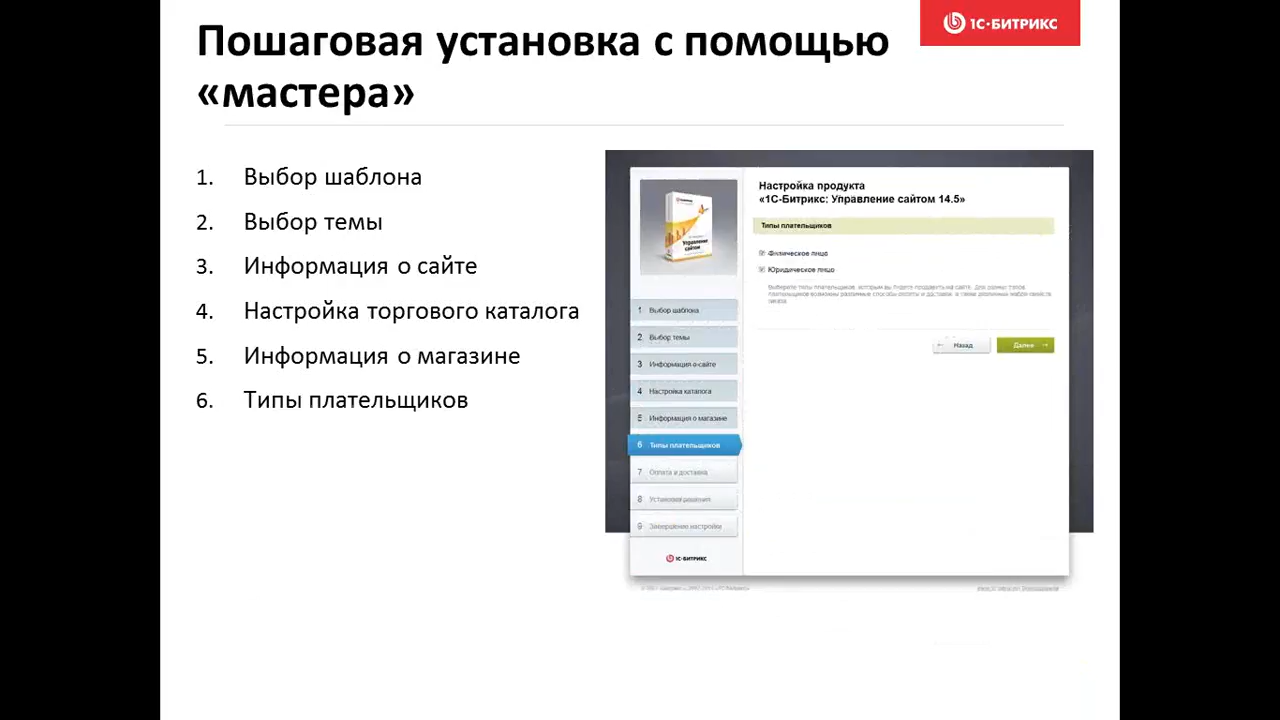 Пошаговая установка с помощью
«мастера»
1С·БИТРИКС
1. Выбор шаблона
2. Выбор темы
3. Информация о сайте
4. Настройка торгового каталога
5. Информация о магазине
6. Типы плательщиков
Настройка продукта
«1С-Битрикс: Управление сайтом 14.5»
Типы плательщиков
Физическое лицо
Юридическое лицо
Управление
сайтом
1 Выбор шаблона
2 Выбор темы
3 Информация о сайте
4 Настройка каталога
5 Информация о магазине
6 Типы плательщиков
7 Оплата и доставка
8 Установка решения
9 Завершение настройки
← Назад
Далее →
1С·БИТРИКС